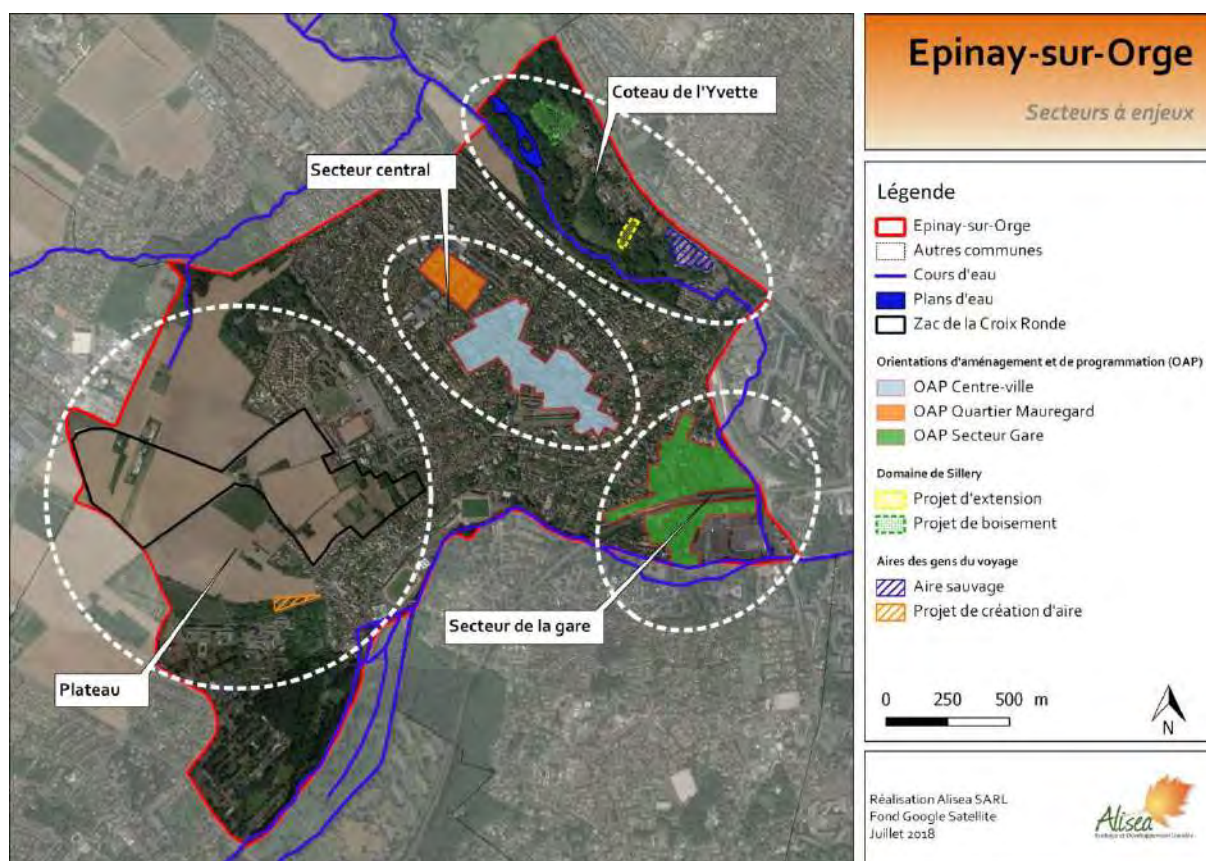 Coteau de l'Yvette
Secteur central
Secteur de la gare
Plateau
Epinay-sur-Orge
Secteurs à enjeux
Légende
Epinay-sur-Orge
Autres communes
Cours d'eau
Plans d'eau
Zac de la Croix Ronde
Orientations d'aménagement et de programmation (OAP)
OAP Centre-ville
OAP Quartier Mauregard
OAP Secteur Gare
Domaine de Sillery
Projet d'extension
Projet de boisement
Aires des gens du voyage
Aire sauvage
Projet de création d'aire
0 250 500 m
N
Réalisation Alisea SARL
Fond Google Satellite
Juillet 2018
Alisea